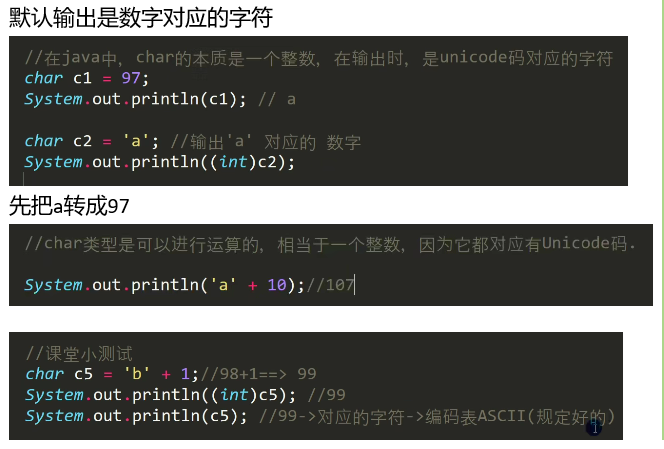 默认输出是数字对应的字符
//在java中，char的本质是一个整数，在输出时，是unicode码对应的字符
char c1 = 97;
System.out.println(c1); // a
char c2 = 'a'; //输出'a' 对应的 数字
System.out.println((int)c2);
先把a转成97
//char类型是可以进行运算的，相当于一个整数，因为它都对应有Unicode码.
System.out.println('a' + 10);//107
//课堂小测试
char c5 = 'b' + 1;//98+1==> 99
System.out.println((int)c5); //99
System.out.println(c5); //99->对应的字符->编码表ASCII(规定好的)